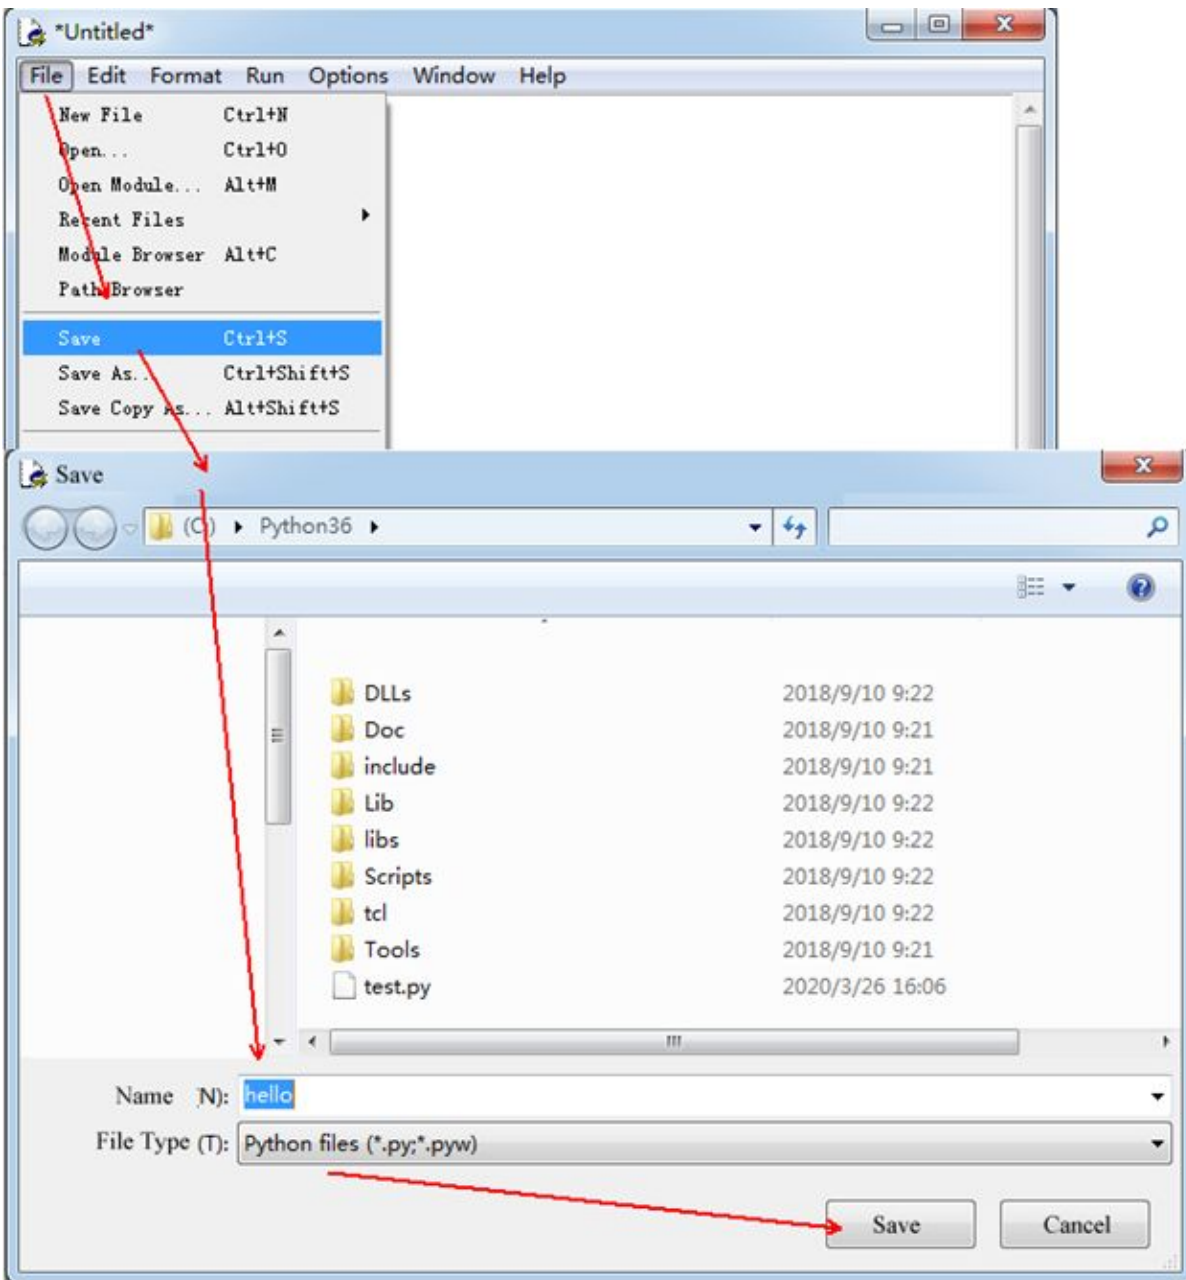 *Untitled*
File Edit Format Run Options Window Help
New File Ctrl+N
Open... Ctrl+O
Open Module... Alt+M
Recent Files
Module Browser Alt+C
Path Browser
Save Ctrl+S
Save As... Ctrl+Shift+S
Save Copy As... Alt+Shift+S
Save
(C:) Python36
DLLs 2018/9/10 9:22
Doc 2018/9/10 9:21
include 2018/9/10 9:21
Lib 2018/9/10 9:22
libs 2018/9/10 9:22
Scripts 2018/9/10 9:22
tcl 2018/9/10 9:22
Tools 2018/9/10 9:21
test.py 2020/3/26 16:06
Name N): hello
File Type (T): Python files (*.py;*.pyw)
Save Cancel